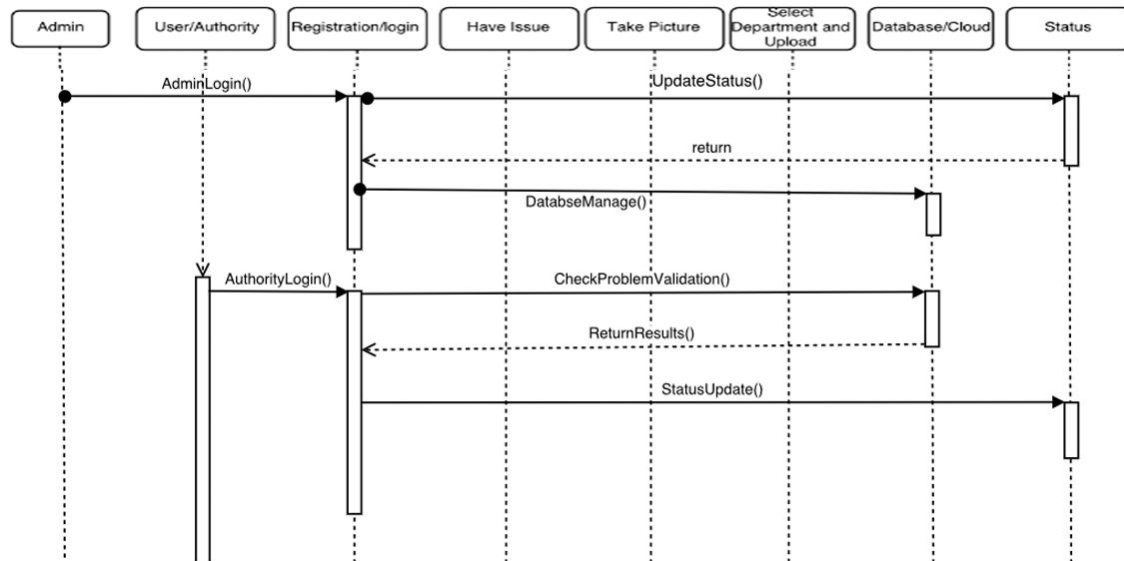 Admin
User/Authority
Registration/login
Have Issue
Take Picture
Select
Department and
Upload
Database/Cloud
Status
AdminLogin()
UpdateStatus()
return
DatabseManage()
AuthorityLogin()
CheckProblemValidation()
ReturnResults()
StatusUpdate()